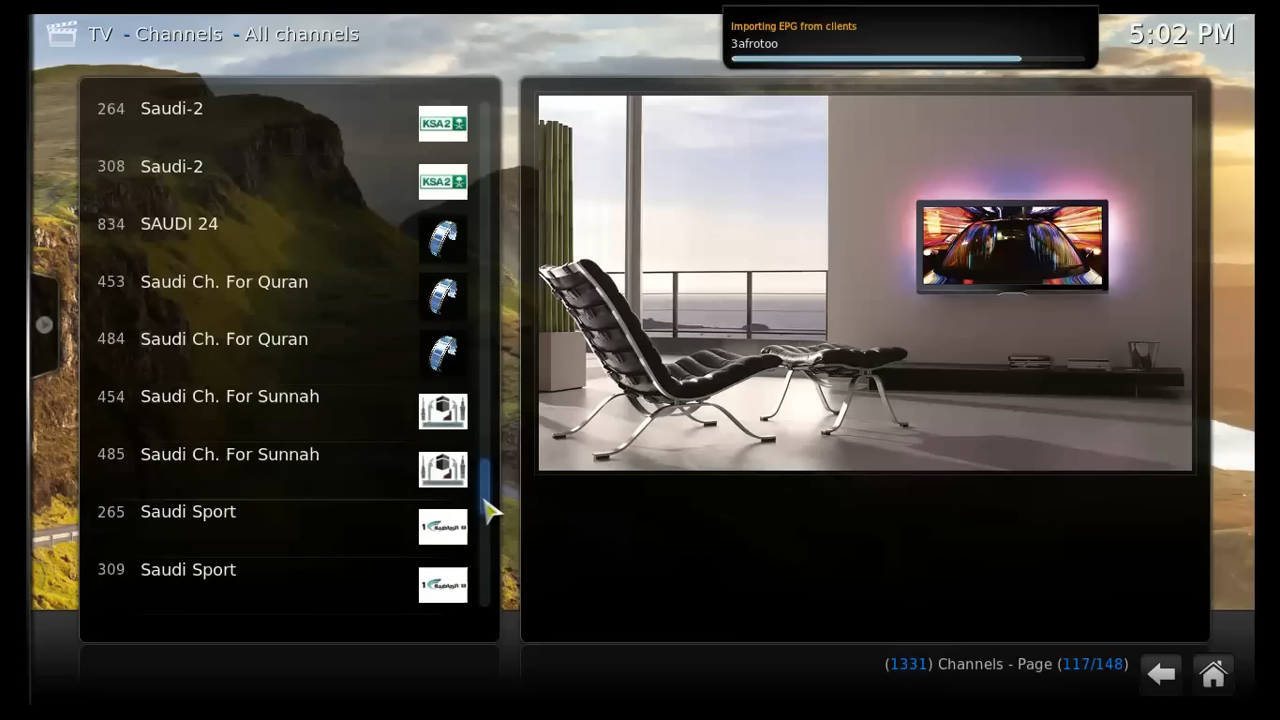 TV - Channels - All channels
Importing EPG from clients
3afrotoo
5:02 PM
264 Saudi-2
KSA2
308 Saudi-2
KSA2
834 SAUDI 24
453 Saudi Ch. For Quran
484 Saudi Ch. For Quran
454 Saudi Ch. For Sunnah
485 Saudi Ch. For Sunnah
265 Saudi Sport
309 Saudi Sport
(1331) Channels - Page (117/148)